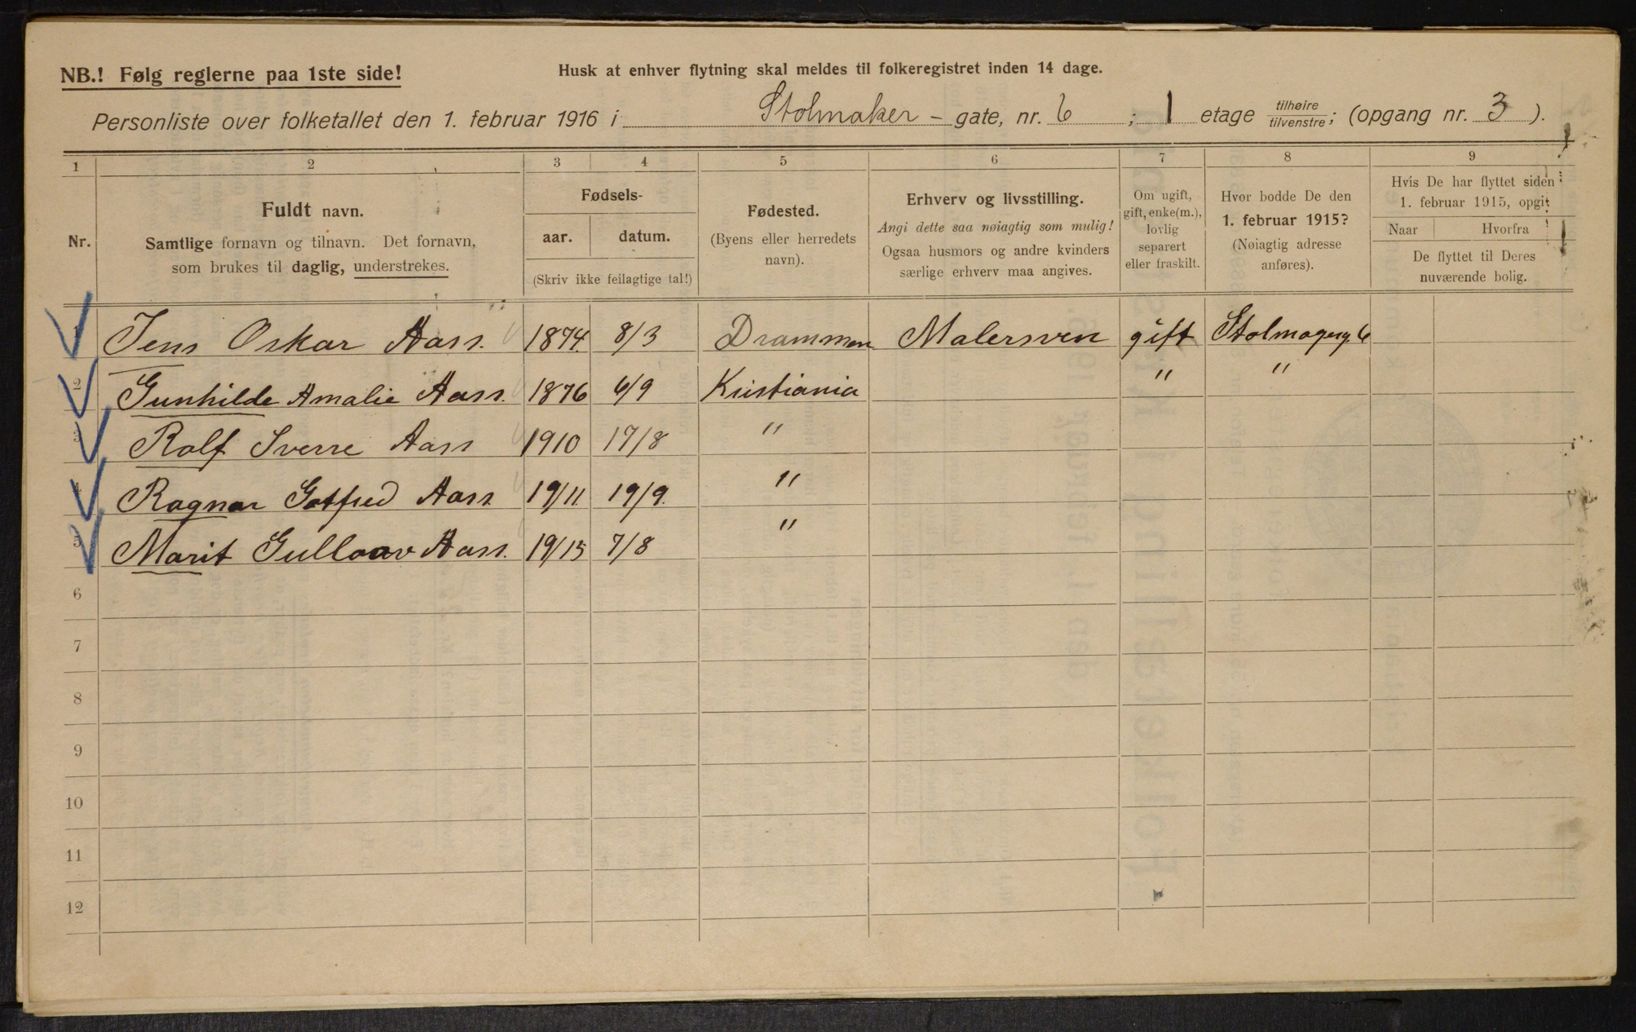 NB.! Følg reglerne paa 1ste side!
Husk at enhver flytning skal meldes til folkeregistret inden 14 dage.
Personliste over folketallet den 1. februar 1916 i Stolmaker - gate, nr. 6 ; 1 etage tilhøire tilvenstre; (opgang nr. 3 ).
1 2 3 4 5 6 7 8 9
Nr.
Fuldt navn.
Samtlige fornavn og tilnavn. Det fornavn,
som brukes til daglig, understrekes.
Fødsels-
aar. datum.
(Skriv ikke feilagtige tal!)
Fødested.
(Byens eller herredets
navn).
Erhverv og livsstilling.
Angi dette saa nøiagtig som mulig!
Ogsaa husmors og andre kvinders
særlige erhverv maa angives.
Om ugift,
gift, enke(m.),
lovlig
separert
eller fraskilt.
Hvor bodde De den
1. februar 1915?
(Nøiagtig adresse
anføres).
Hvis De har flyttet siden
1. februar 1915, opgit
Naar Hvorfra
De flyttet til Deres
nuværende bolig.
1 Jens Oskar Aass. 1874. 8/3 Drammen Malersven gift Stolmagerg. 6
2 Gunhilde Amalie Aass. 1876 6/9 Kristiania " "
3 Rolf Sverre Aass 1910 17/8 "
4 Ragnar Gotfred Aass 19/11 19/9. "
5 Marit Gulloav Aass. 19/15 7/8 "
6
7
8
9
10
11
12